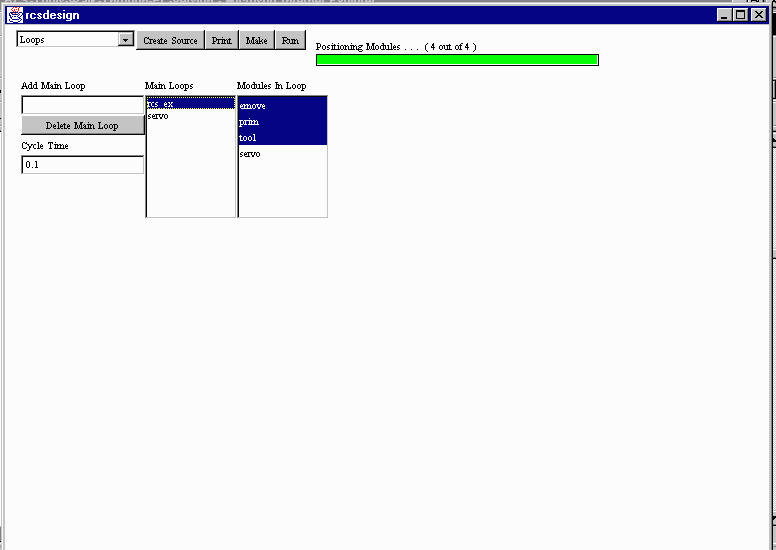 rcsdesign
Loops
Create Source
Print
Make
Run
Positioning Modules . . . ( 4 out of 4 )
Add Main Loop
Main Loops
Modules In Loop
rcs_ex
servo
emove
prim
tool
servo
Delete Main Loop
Cycle Time
0.1